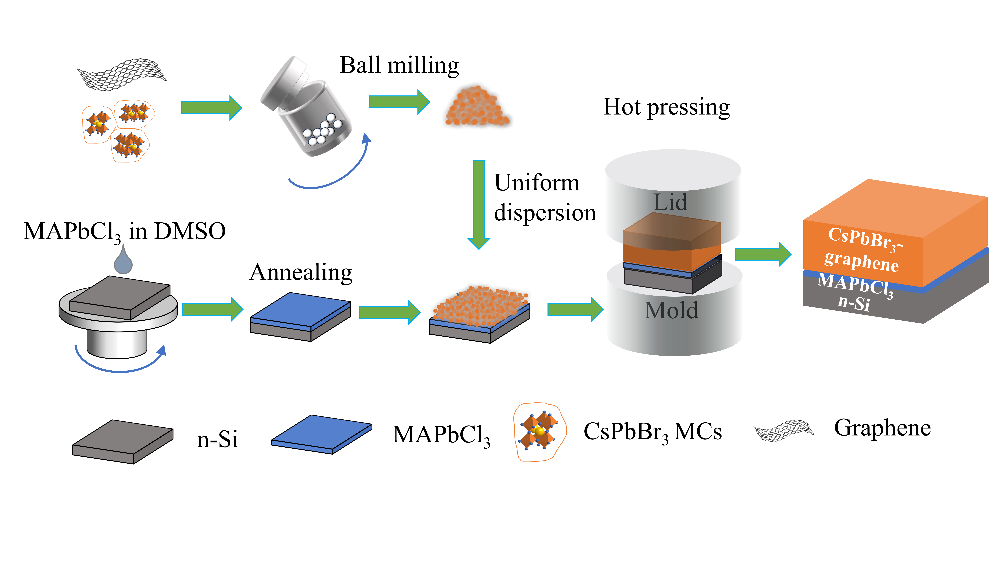 Ball milling
Hot pressing
Uniform
dispersion
MAPbCl₃ in DMSO
Annealing
Lid
Mold
CsPbBr₃-
graphene
MAPbCl₃
n-Si
n-Si
MAPbCl₃
CsPbBr₃ MCs
Graphene